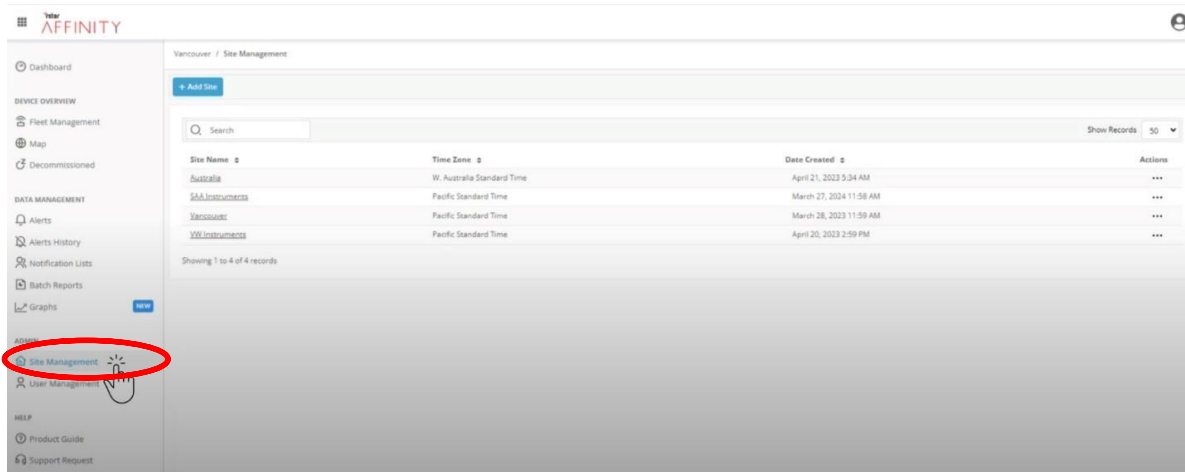 rstar
AFFINITY
Dashboard
DEVICE OVERVIEW
Fleet Management
Map
Decommissioned
DATA MANAGEMENT
Alerts
Alerts History
Notification Lists
Batch Reports
Graphs NEW
ADMIN
Site Management
User Management
HELP
Product Guide
Support Request
Vancouver / Site Management
+ Add Site
Search Show Records 50
Site Name Time Zone Date Created Actions
Australia W. Australia Standard Time April 21, 2023 5:34 AM ...
SAA Instruments Pacific Standard Time March 27, 2024 11:58 AM ...
Vancouver Pacific Standard Time March 28, 2023 11:59 AM ...
VW Instruments Pacific Standard Time April 20, 2023 2:59 PM ...
Showing 1 to 4 of 4 records